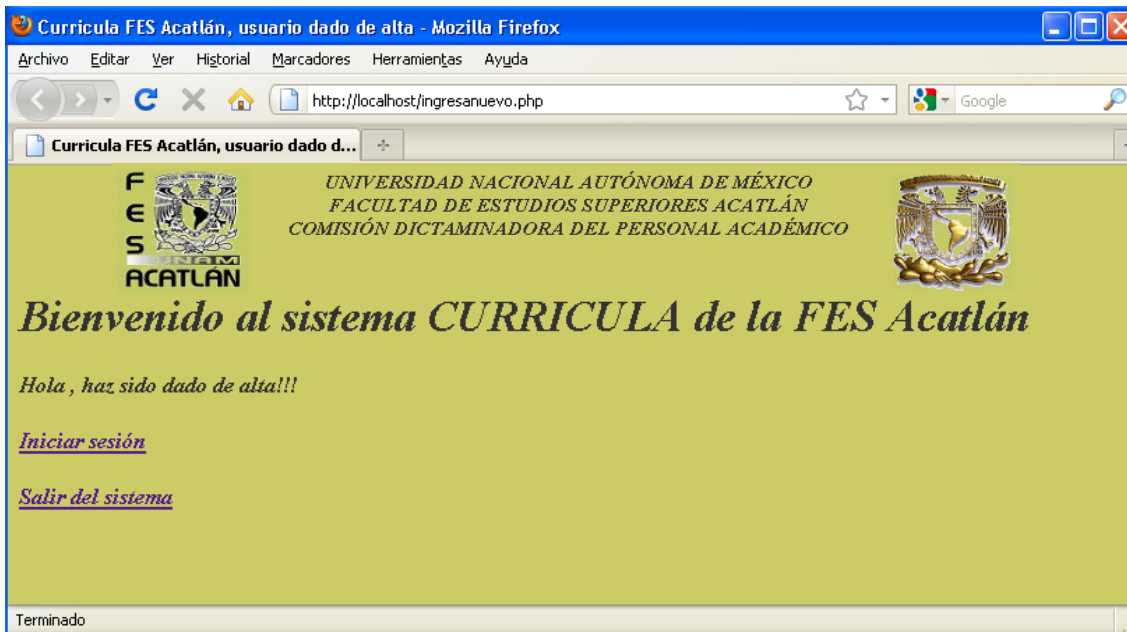 Curricula FES Acatlán, usuario dado de alta - Mozilla Firefox
Archivo Editar Ver Historial Marcadores Herramientas Ayuda
http://localhost/ingresanuevo.php Google
Curricula FES Acatlán, usuario dado d...
FES
UNAM
ACATLÁN
UNIVERSIDAD NACIONAL AUTÓNOMA DE MÉXICO
FACULTAD DE ESTUDIOS SUPERIORES ACATLÁN
COMISIÓN DICTAMINADORA DEL PERSONAL ACADÉMICO
Bienvenido al sistema CURRICULA de la FES Acatlán
Hola , haz sido dado de alta!!!
Iniciar sesión
Salir del sistema
Terminado